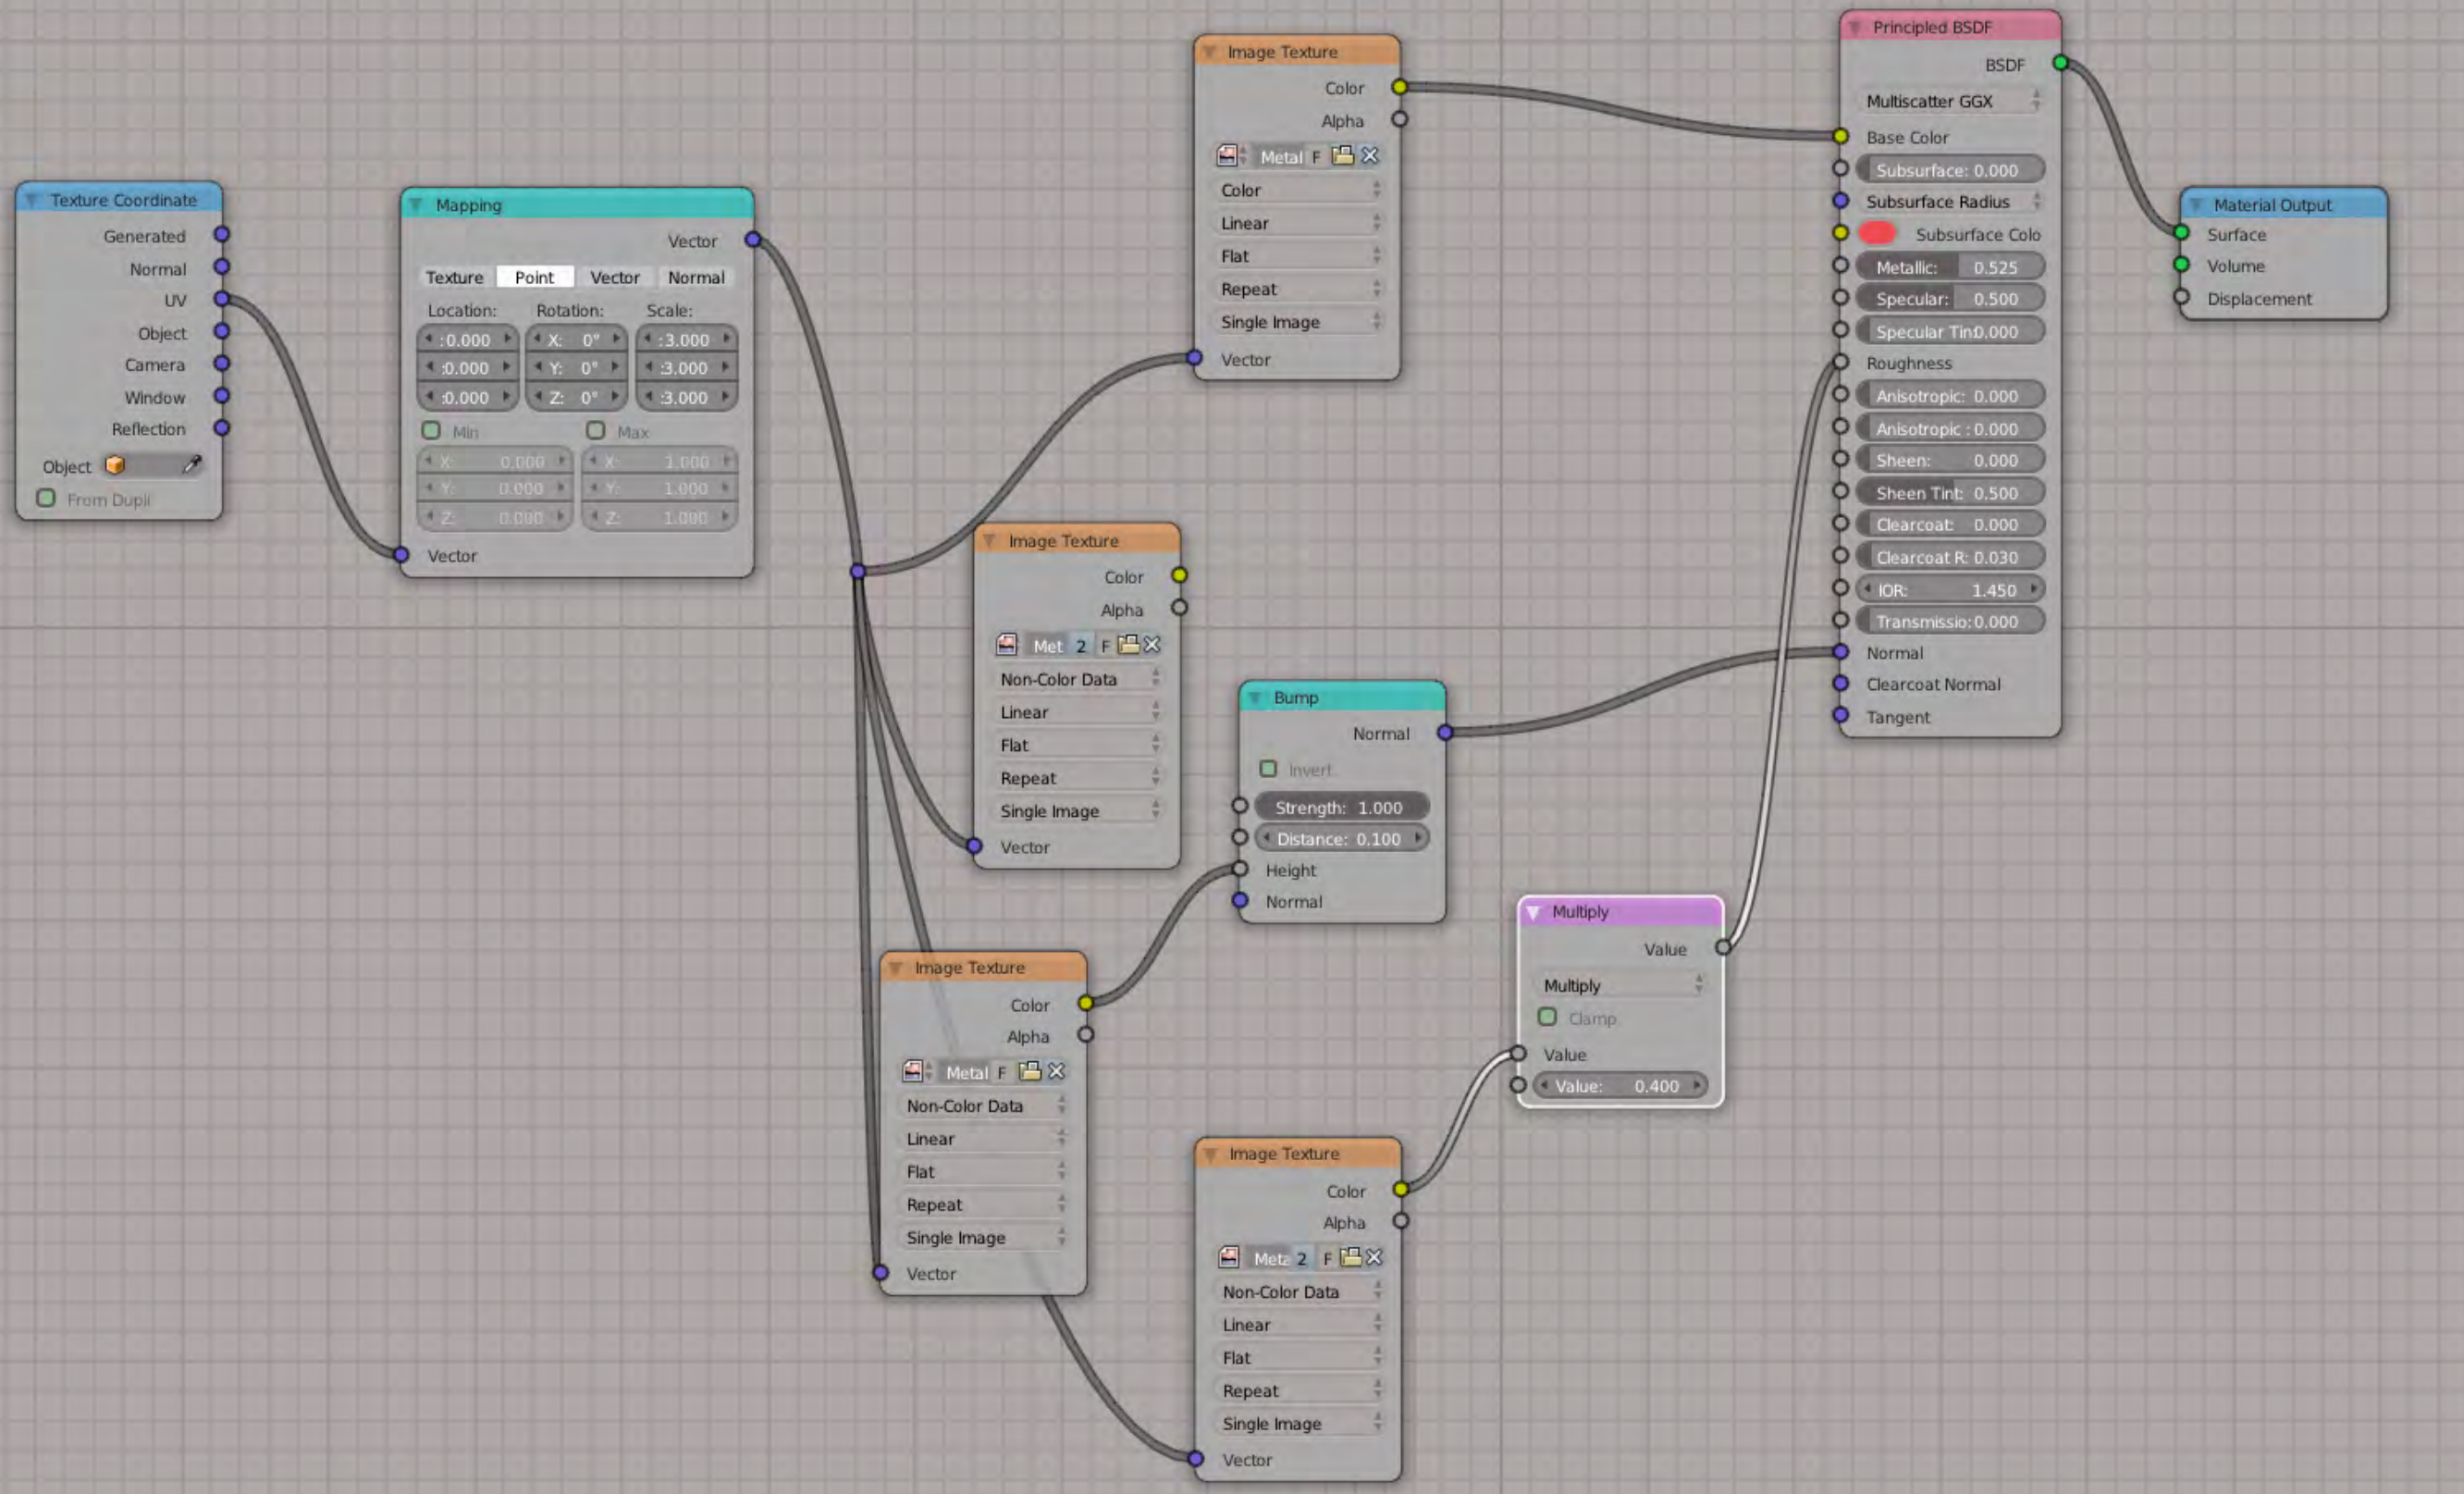 Texture Coordinate
Generated
Normal
UV
Object
Camera
Window
Reflection
Object
From Dupli
Mapping
Vector
Texture Point Vector Normal
Location: Rotation: Scale:
:0.000 X: 0° :3.000
:0.000 Y: 0° :3.000
:0.000 Z: 0° :3.000
Min Max
X: 0.000 X: 1.000
Y: 0.000 Y: 1.000
Z: 0.000 Z: 1.000
Vector
Image Texture
Color
Alpha
Metal F
Color
Linear
Flat
Repeat
Single Image
Vector
Image Texture
Color
Alpha
Met 2 F
Non-Color Data
Linear
Flat
Repeat
Single Image
Vector
Image Texture
Color
Alpha
Metal F
Non-Color Data
Linear
Flat
Repeat
Single Image
Vector
Bump
Normal
Invert
Strength: 1.000
Distance: 0.100
Height
Normal
Image Texture
Color
Alpha
Meta 2 F
Non-Color Data
Linear
Flat
Repeat
Single Image
Vector
Multiply
Value
Multiply
Clamp
Value
Value: 0.400
Principled BSDF
BSDF
Multiscatter GGX
Base Color
Subsurface: 0.000
Subsurface Radius
Subsurface Colo
Metallic: 0.525
Specular: 0.500
Specular Tin:0.000
Roughness
Anisotropic: 0.000
Anisotropic : 0.000
Sheen: 0.000
Sheen Tint: 0.500
Clearcoat: 0.000
Clearcoat R: 0.030
IOR: 1.450
Transmissio: 0.000
Normal
Clearcoat Normal
Tangent
Material Output
Surface
Volume
Displacement